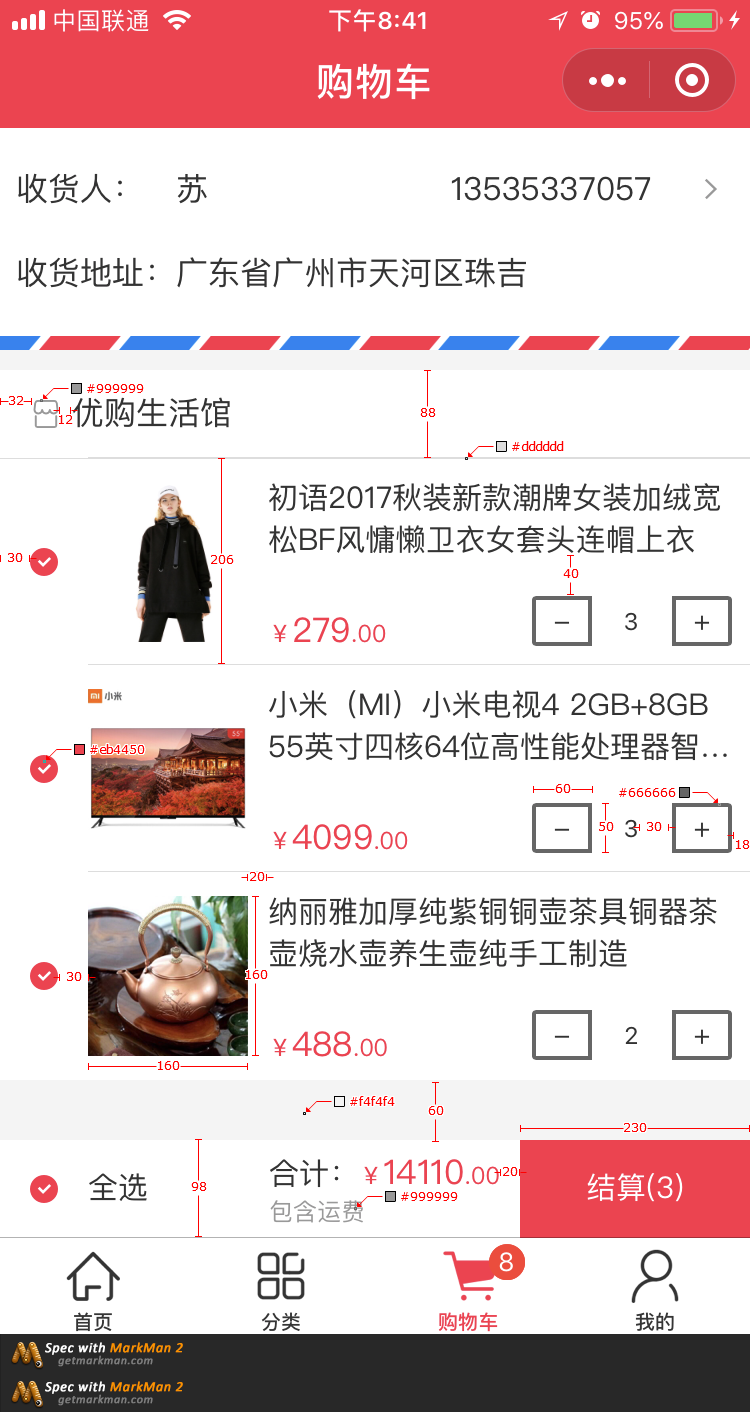 中国联通 下午8:41 95%
购物车
收货人： 苏 13535337057
收货地址：广东省广州市天河区珠吉
#999999
32
12
优购生活馆
88
#dddddd
初语2017秋装新款潮牌女装加绒宽
松BF风慵懒卫衣女套头连帽上衣
30
206
40
¥279.00
− 3 +
小米
小米（MI）小米电视4 2GB+8GB
55英寸四核64位高性能处理器智...
55"
#eb4450
60
#666666
¥4099.00
− 50 3 30 +
18
20
纳丽雅加厚纯紫铜铜壶茶具铜器茶
壶烧水壶养生壶纯手工制造
30
160
¥488.00
− 2 +
160
#f4f4f4
60
230
全选
98
合计： ¥14110.00
20
#999999
包含运费
结算(3)
8
首页 分类 购物车 我的
Spec with MarkMan 2
getmarkman.com
Spec with MarkMan 2
getmarkman.com